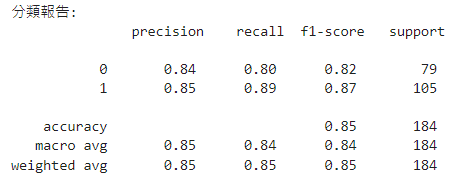 分類報告:
precision recall f1-score support
0 0.84 0.80 0.82 79
1 0.85 0.89 0.87 105
accuracy 0.85 184
macro avg 0.85 0.84 0.84 184
weighted avg 0.85 0.85 0.85 184